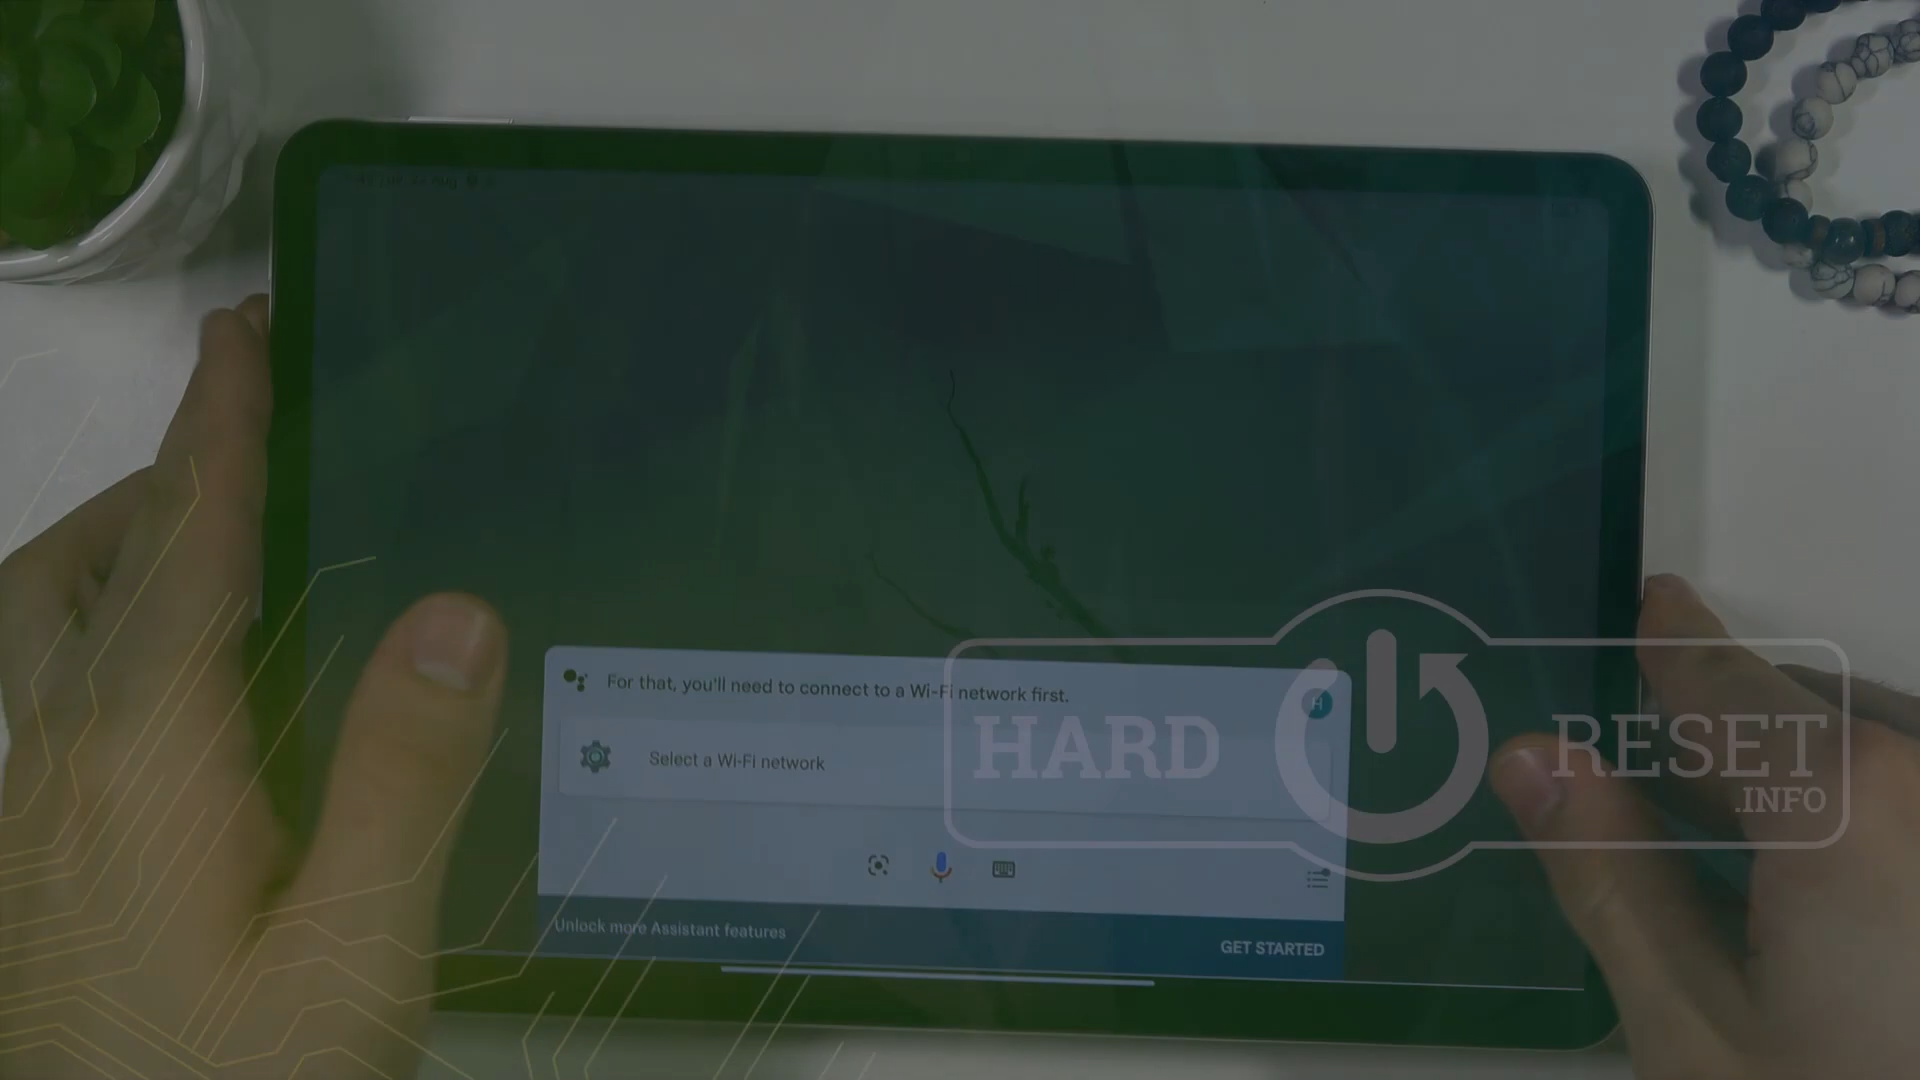 For that, you'll need to connect to a Wi-Fi network first.
H
Select a Wi-Fi network
HARD RESET
.INFO
Unlock more Assistant features
GET STARTED